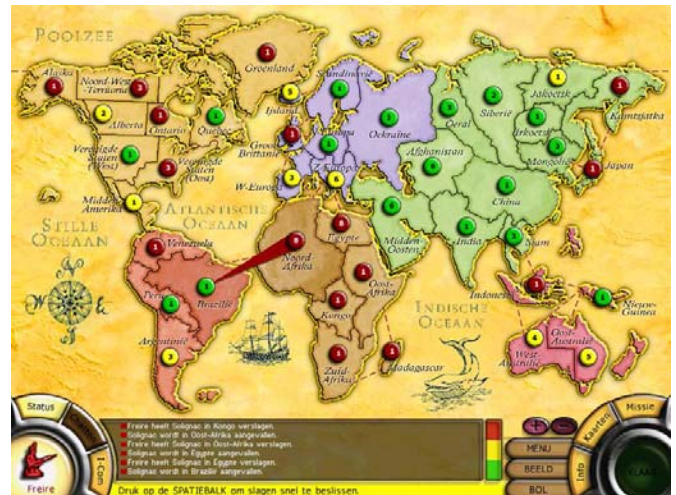 POOLZEE
Groenland
Alaska
Noord-West
-Territoria
Alberta
Ontario
Quebec
Verenigde
Staten
(West)
Verenigde
Staten
(Oost)
Midden
Amerika
STILLE
OCEAAN
ATLANTISCHE
OCEAAN
IJsland
Scandinavië
Groot
Brittannië
W-Europa
Z-Europa
Oekraïne
Oeral
Siberië
Jakoetsk
Kamtsjatka
Irkoetsk
Mongolië
Japan
Afghanistan
China
Midden
Oosten
India
Siam
Venezuela
Peru
Brazilië
Argentinië
Noord
Afrika
Egypte
Oost-
Afrika
Kongo
Zuid
Afrika
Madagascar
INDISCHE
OCEAAN
Indonesië
Nieuw-
Guinea
West-
Australië
Oost-
Australië
N
W
E
Status
I-Com
Freire
Freire heeft Solignac in Kongo verslagen.
Solignac wordt in Oost-Afrika aangevallen.
Freire heeft Solignac in Oost-Afrika verslagen.
Solignac wordt in Egypte aangevallen.
Freire heeft Solignac in Egypte verslagen.
Solignac wordt in Brazilië aangevallen.
Druk op de SPATIEBALK om slagen snel te beslissen.
MENU
BEELD
BOL
Info
Kaarten
Missie
KLAAR